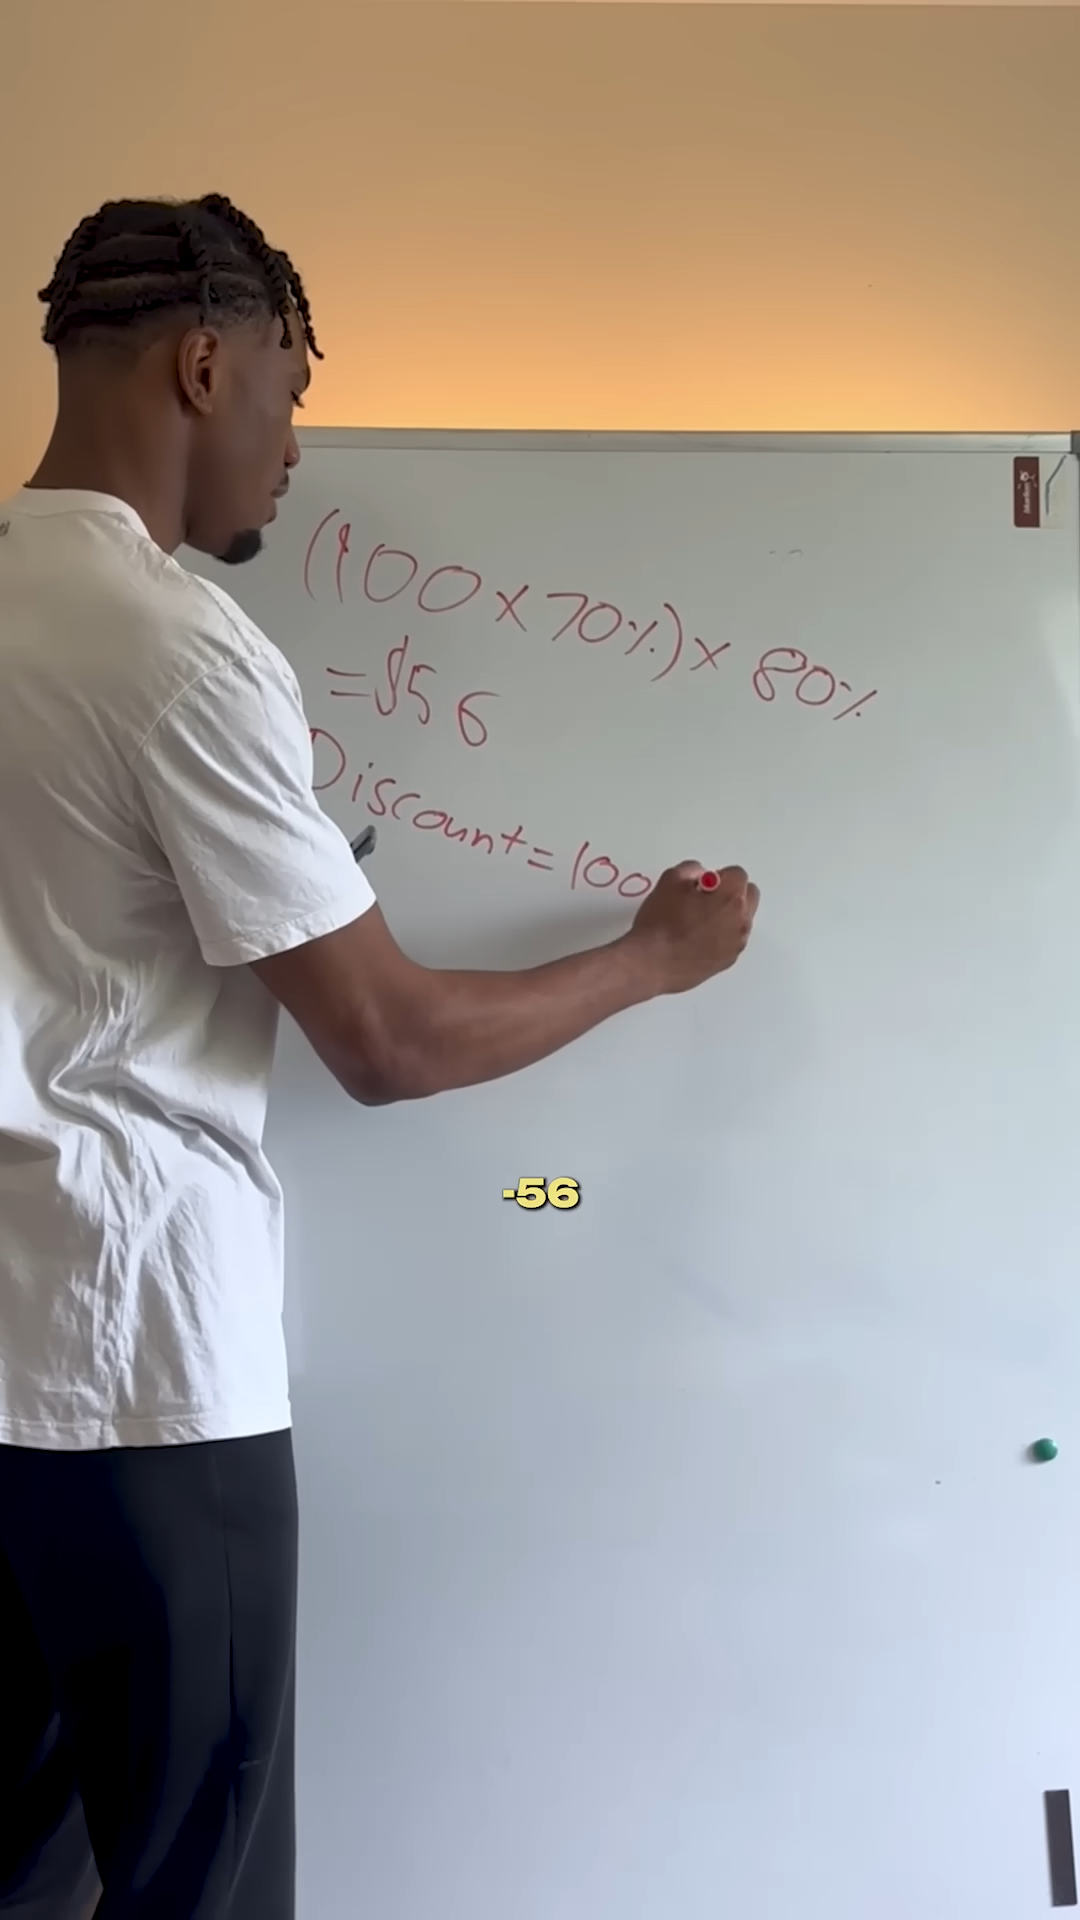 (100 x 70%) x 80%
= $56
Discount = 100
-56